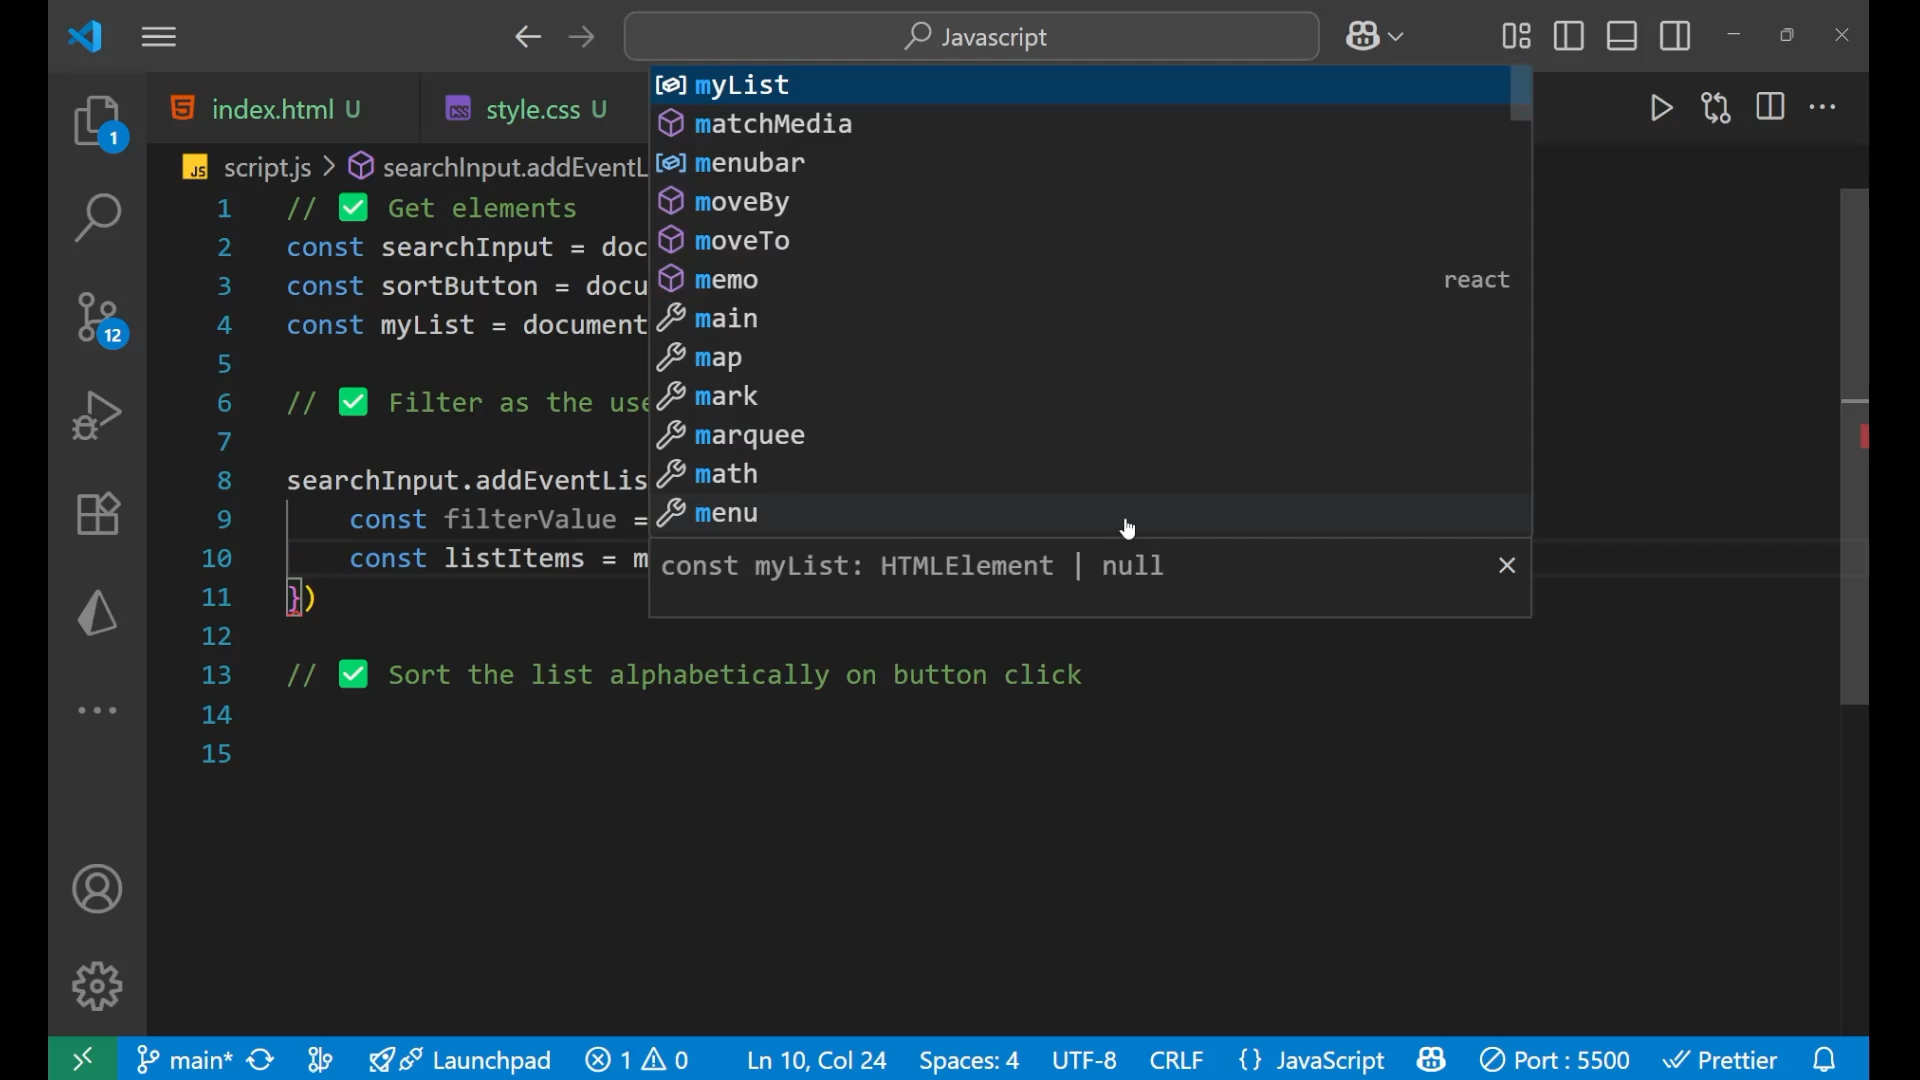 Javascript
index.html U
style.css U
JS script.js > searchInput.addEventL
1 // ✅ Get elements
2 const searchInput = doc
3 const sortButton = docu
4 const myList = document
5
6 // ✅ Filter as the use
7
8 searchInput.addEventLis
9 const filterValue =
10 const listItems = m
11 })
12
13 // ✅ Sort the list alphabetically on button click
14
15
myList
matchMedia
menubar
moveBy
moveTo
memo react
main
map
mark
marquee
math
menu
const myList: HTMLElement | null
1
12
main* Launchpad 1 0 Ln 10, Col 24 Spaces: 4 UTF-8 CRLF {} JavaScript Port : 5500 Prettier